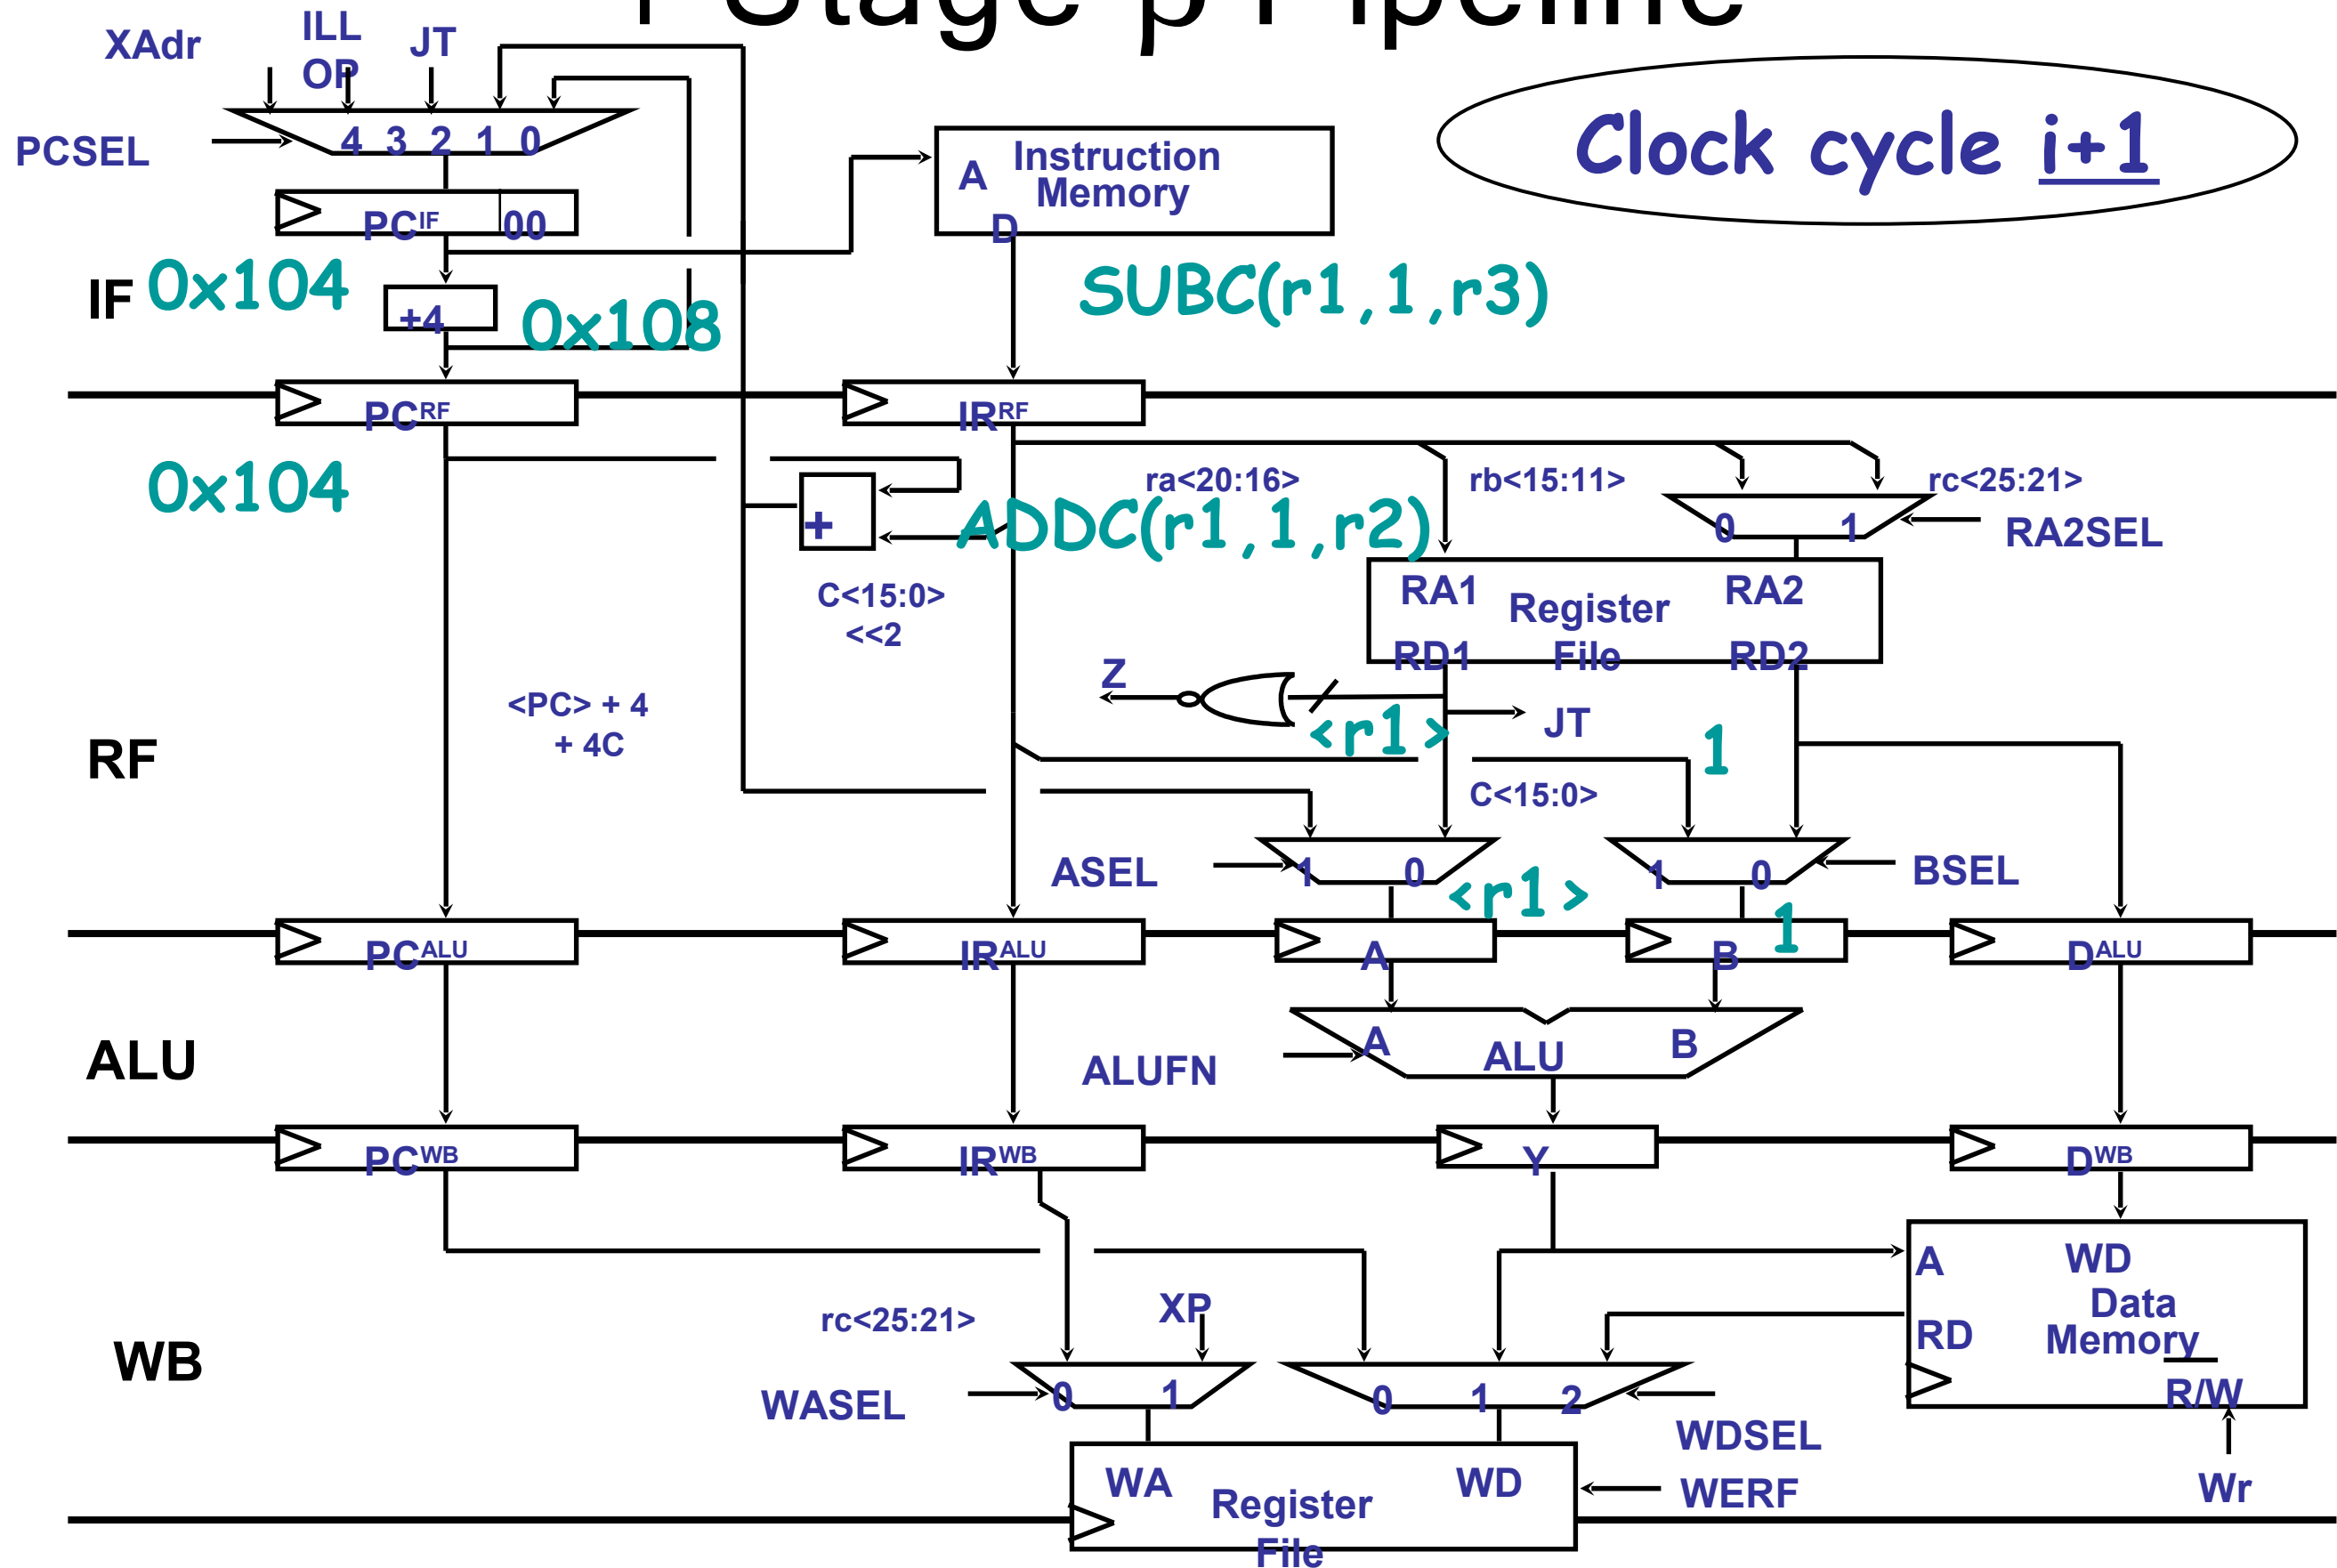 Stage β Pipeline
XAdr
ILL
OP
JT
PCSEL
4 3 2 1 0
PCIF 00
A Instruction
Memory
D
Clock cycle i+1
IF 0x104
+4 0x108
SUBC(r1,1,r3)
PCRF
IRRF
0x104
ra<20:16>
rb<15:11>
rc<25:21>
+
ADDC(r1,1,r2)
0 1
RA2SEL
C<15:0>
<<2
RA1 RA2
Register
File
RD1 RD2
Z
<r1>
JT
1
<PC> + 4
+ 4C
RF
C<15:0>
ASEL
1 0
<r1>
1 0
BSEL
1
PCALU
IRALU
A
B
DALU
ALU
ALUFN
A ALU B
PCWB
IRWB
Y
DWB
A WD
Data
Memory
RD
R/W
Wr
XP
rc<25:21>
WB
WASEL
0 1
0 1 2
WDSEL
WA WD
Register
File
WERF